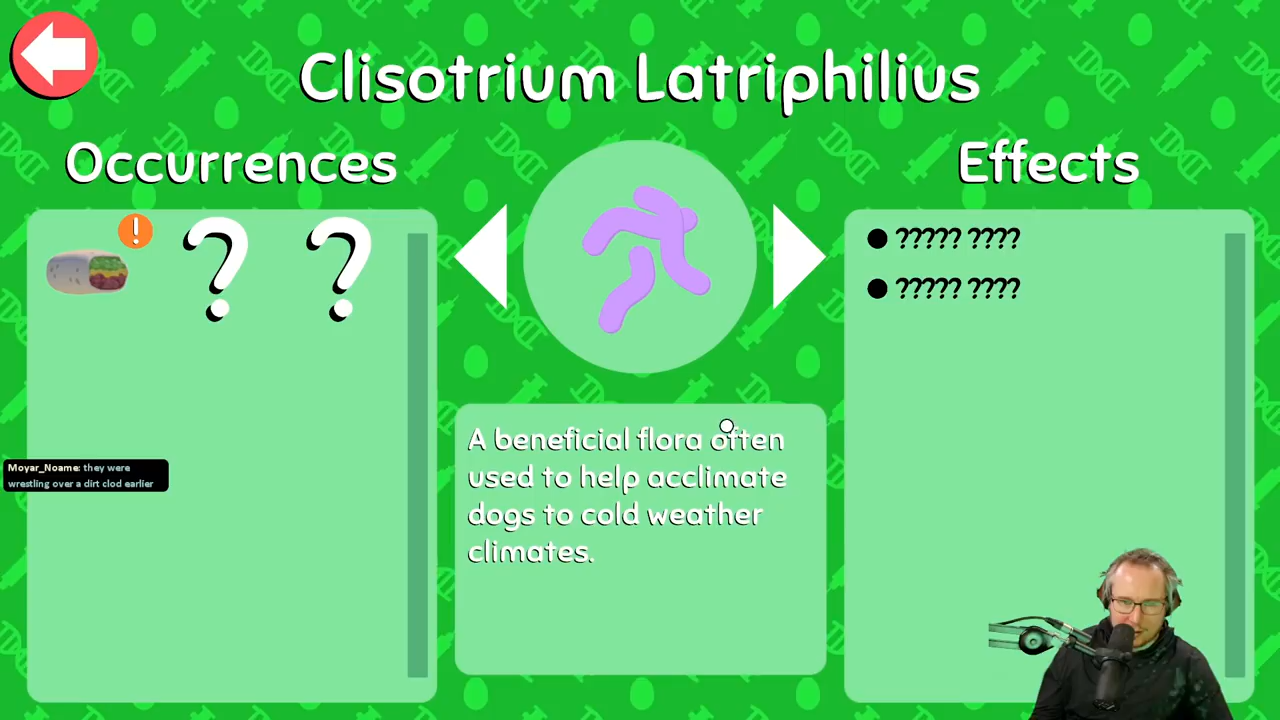 Clisotrium Latriphilius
Occurrences
Effects
!
? ?
????? ????
????? ????
A beneficial flora often
used to help acclimate
dogs to cold weather
climates.
Moyar_Noame: they were
wrestling over a dirt clod earlier